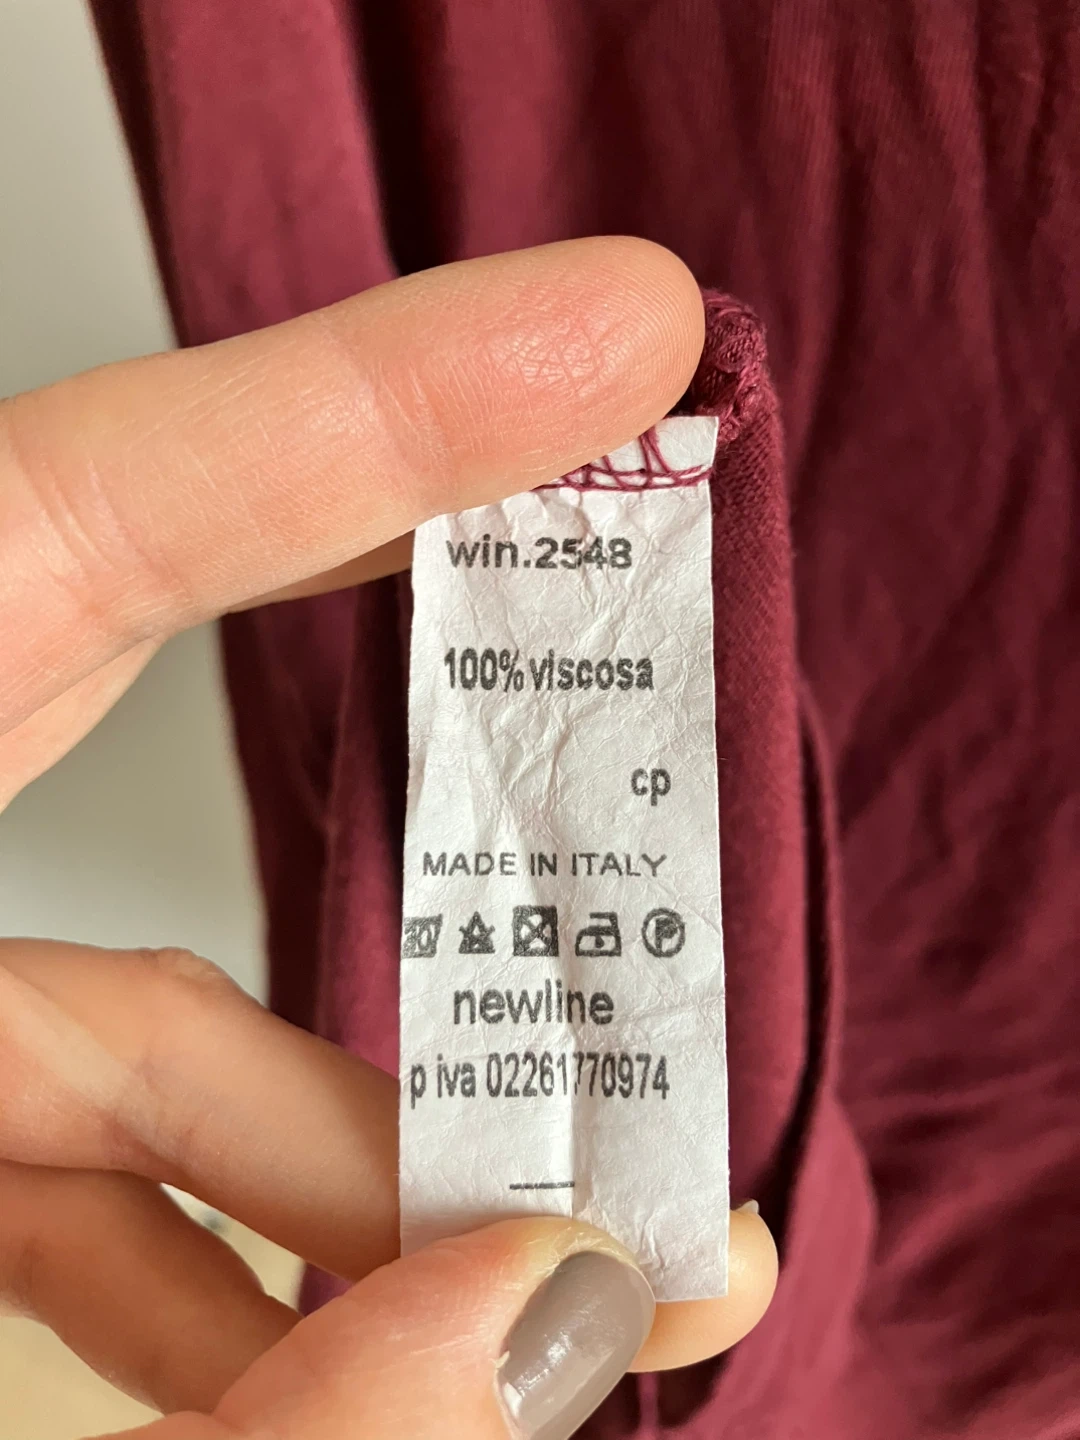 win.2548
100% viscosa
cp
MADE IN ITALY
P
newline
p iva 02261770974